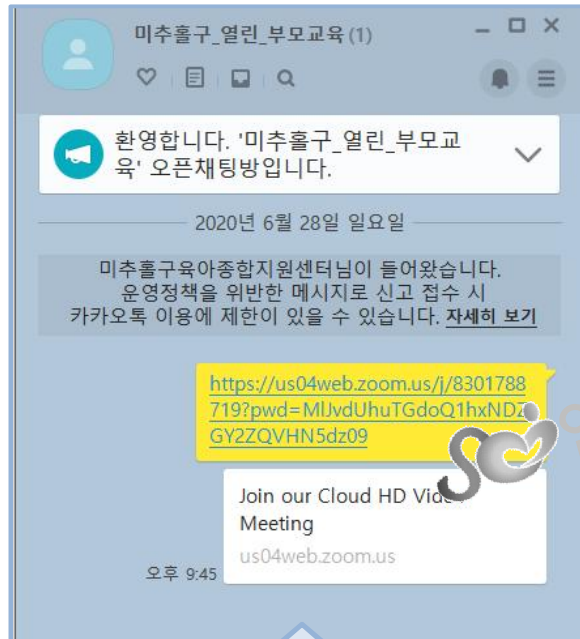 미추홀구_열린_부모교육 (1)
환영합니다. '미추홀구_열린_부모교
육' 오픈채팅방입니다.
2020년 6월 28일 일요일
미추홀구육아종합지원센터님이 들어왔습니다.
운영정책을 위반한 메시지로 신고 접수 시
카카오톡 이용에 제한이 있을 수 있습니다. 자세히 보기
https://us04web.zoom.us/j/8301788
719?pwd=MlJvdUhuTGdoQ1hxNDZ
GY2ZQVHN5dz09
Join our Cloud HD Video
Meeting
us04web.zoom.us
오후 9:45